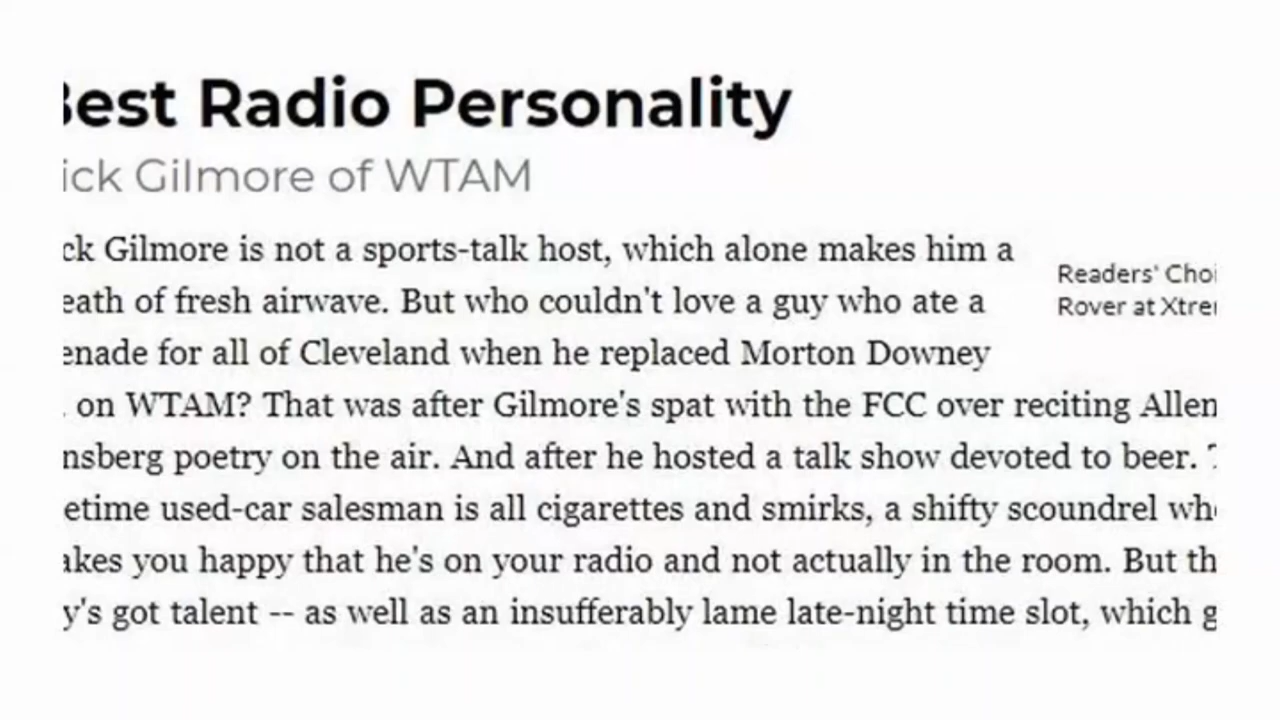 Best Radio Personality
ick Gilmore of WTAM
ck Gilmore is not a sports-talk host, which alone makes him a
eath of fresh airwave. But who couldn't love a guy who ate a
enade for all of Cleveland when he replaced Morton Downey
. on WTAM? That was after Gilmore's spat with the FCC over reciting Allen
nsberg poetry on the air. And after he hosted a talk show devoted to beer.
etime used-car salesman is all cigarettes and smirks, a shifty scoundrel wh
akes you happy that he's on your radio and not actually in the room. But th
y's got talent -- as well as an insufferably lame late-night time slot, which g
Readers' Choi
Rover at Xtre